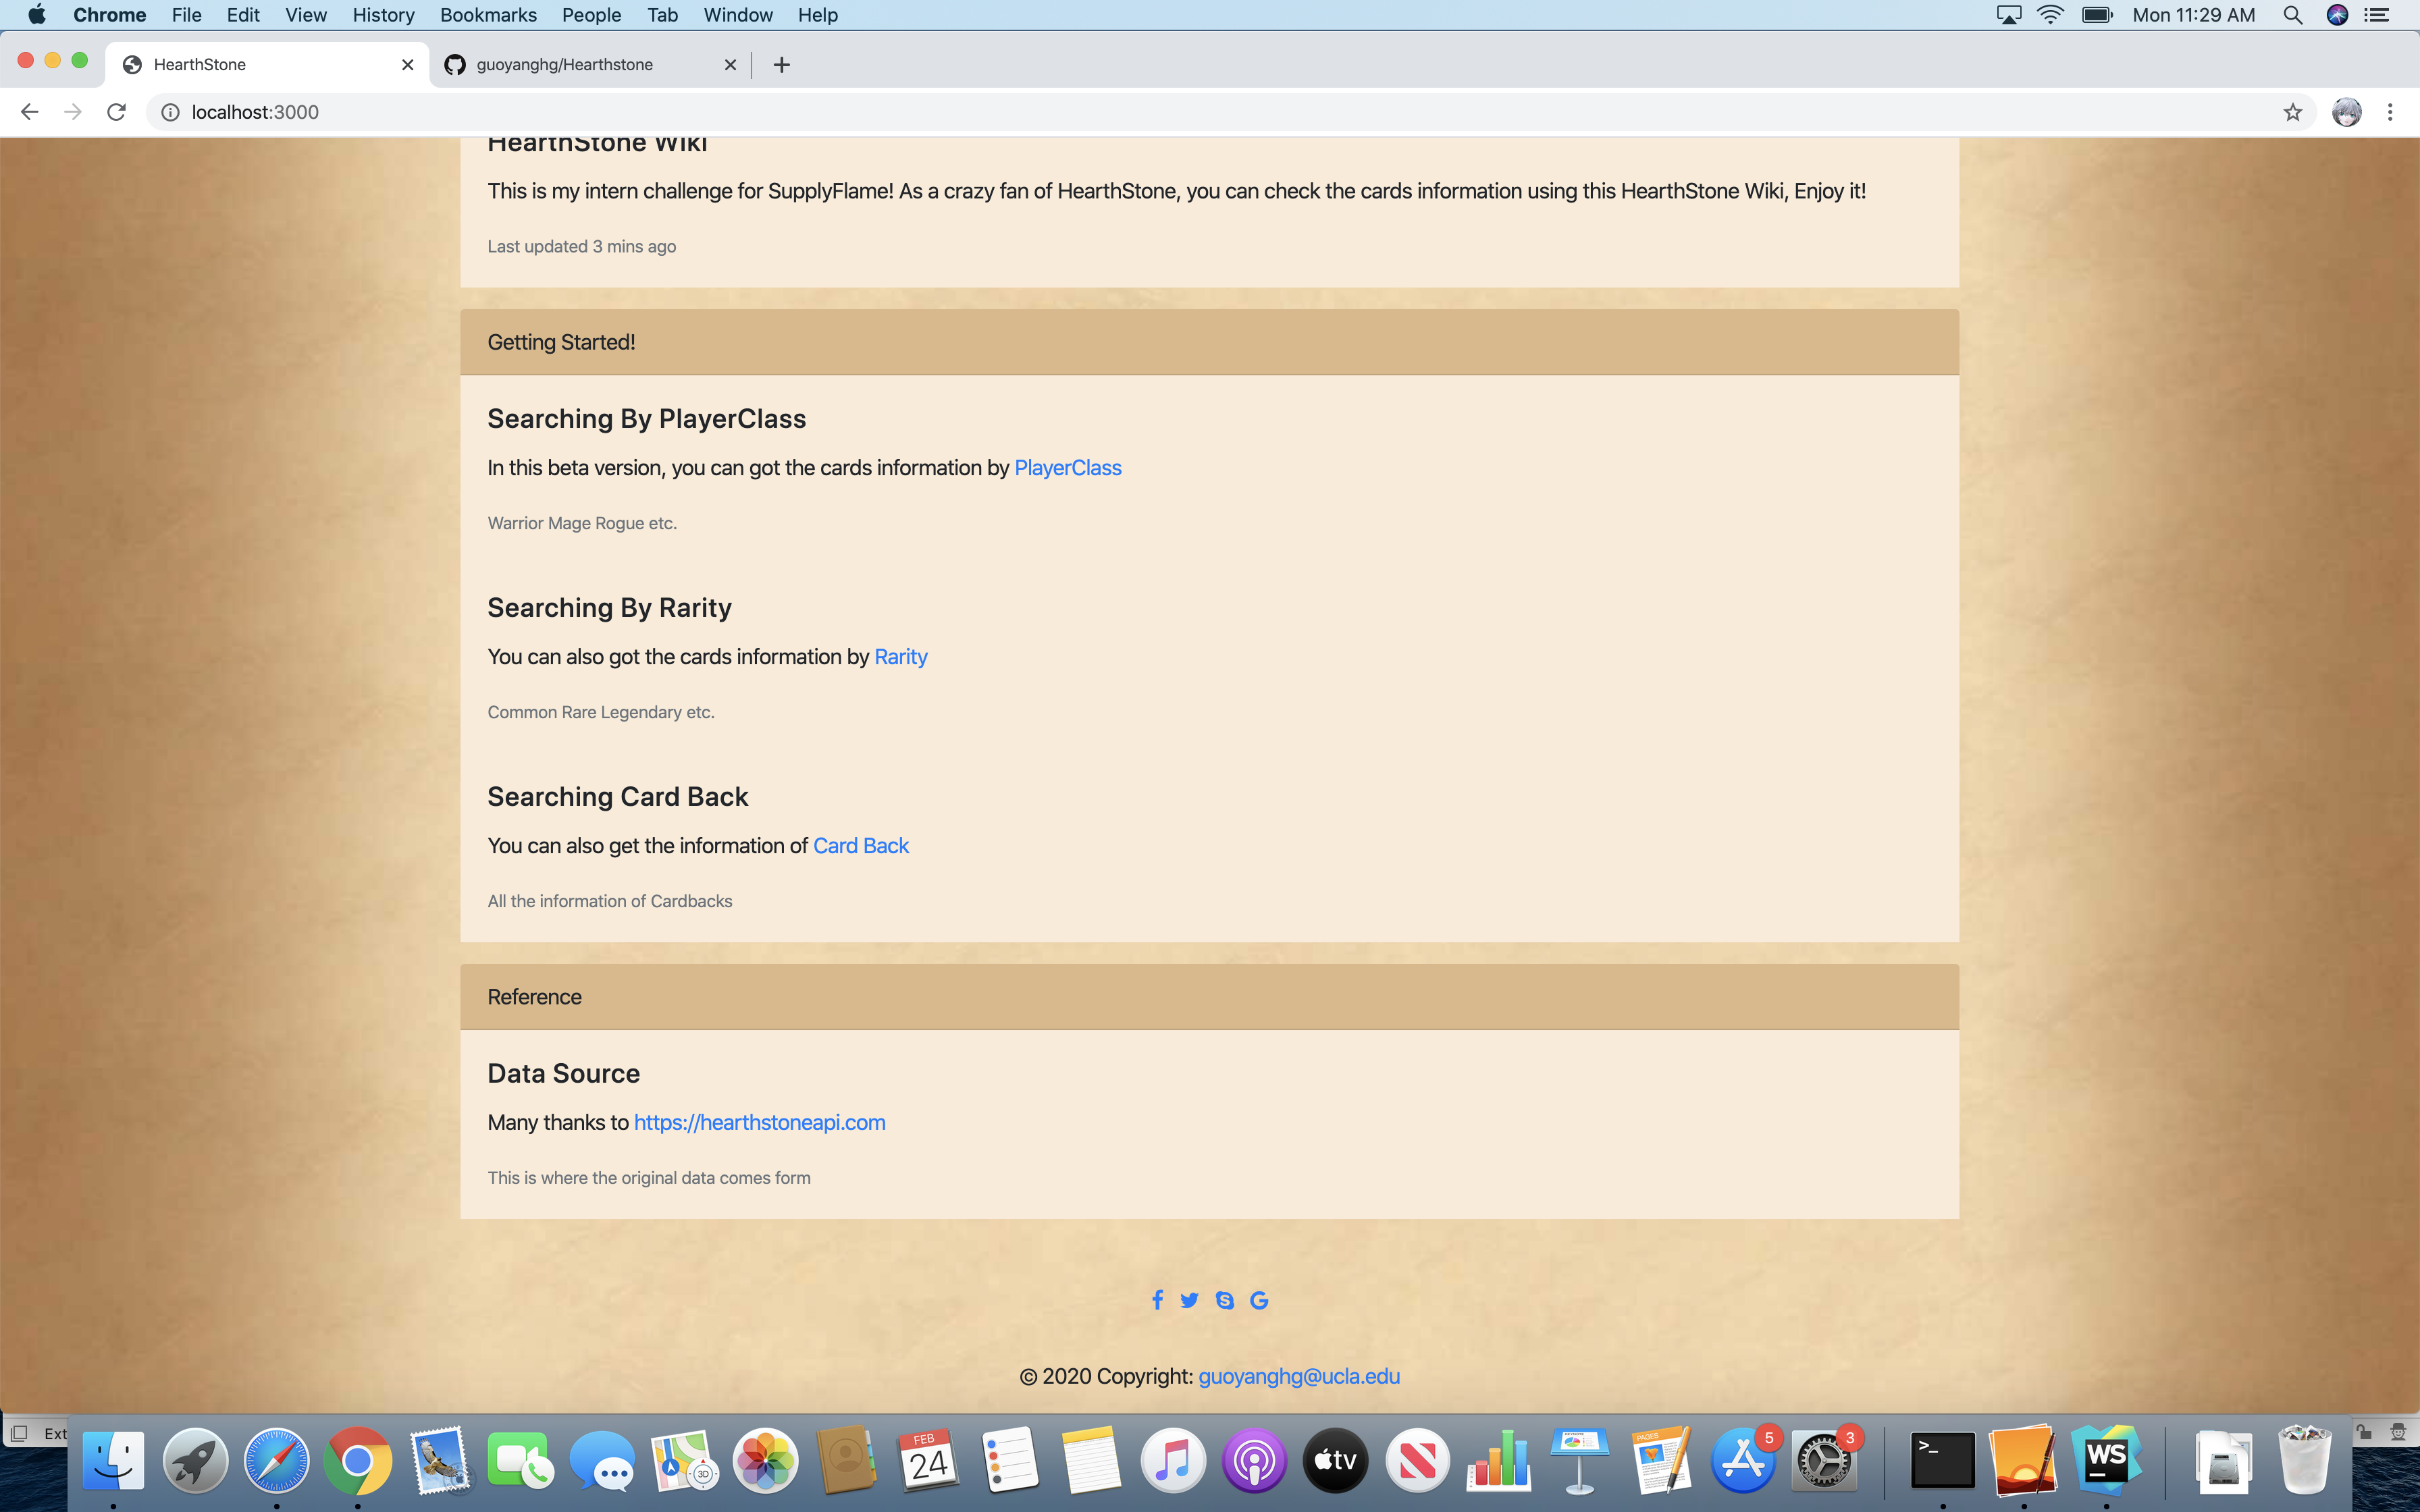 Chrome File Edit View History Bookmarks People Tab Window Help Mon 11:29 AM
HearthStone guoyanghg/Hearthstone
localhost:3000
HearthStone Wiki
This is my intern challenge for SupplyFlame! As a crazy fan of HearthStone, you can check the cards information using this HearthStone Wiki, Enjoy it!
Last updated 3 mins ago
Getting Started!
Searching By PlayerClass
In this beta version, you can got the cards information by PlayerClass
Warrior Mage Rogue etc.
Searching By Rarity
You can also got the cards information by Rarity
Common Rare Legendary etc.
Searching Card Back
You can also get the information of Card Back
All the information of Cardbacks
Reference
Data Source
Many thanks to https://hearthstoneapi.com
This is where the original data comes form
© 2020 Copyright: guoyanghg@ucla.edu
Ext
FEB
24
3D
tv
PAGES
5
3
>_
WS